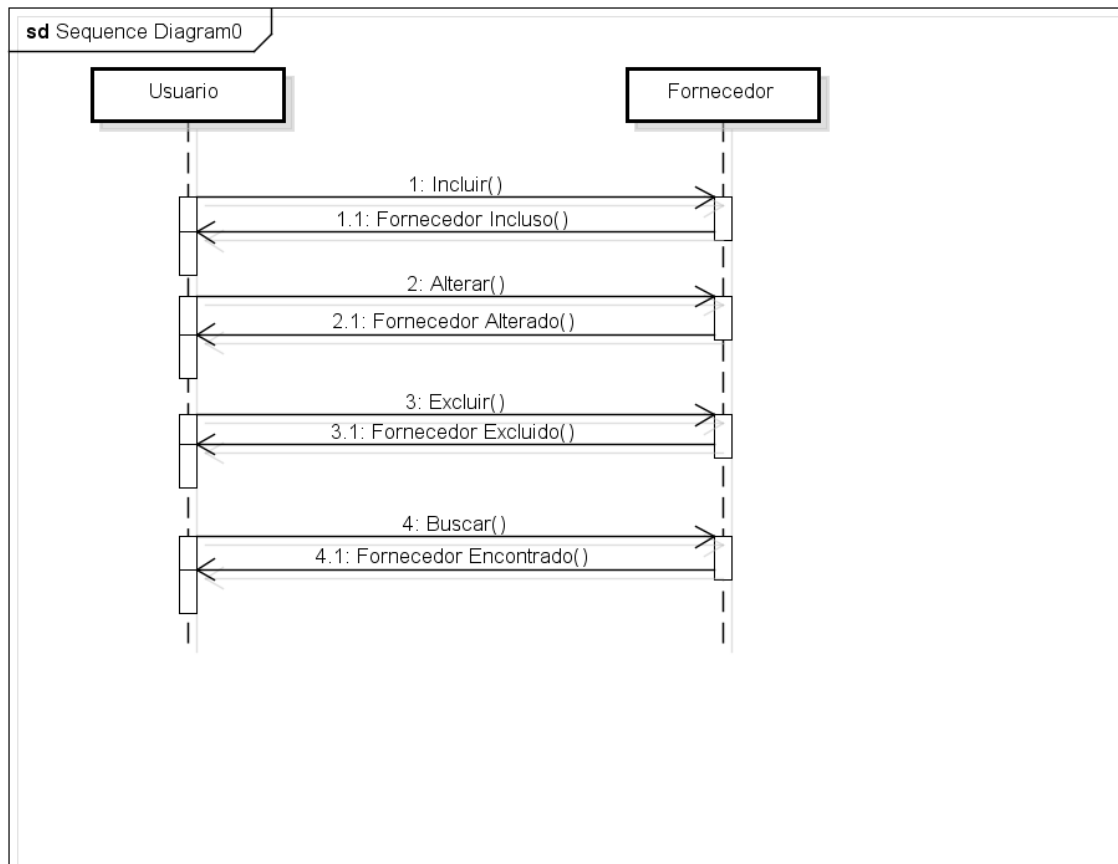 sd Sequence Diagram0
Usuario
Fornecedor
1: Incluir()
1.1: Fornecedor Incluso()
2: Alterar()
2.1: Fornecedor Alterado()
3: Excluir()
3.1: Fornecedor Excluido()
4: Buscar()
4.1: Fornecedor Encontrado()